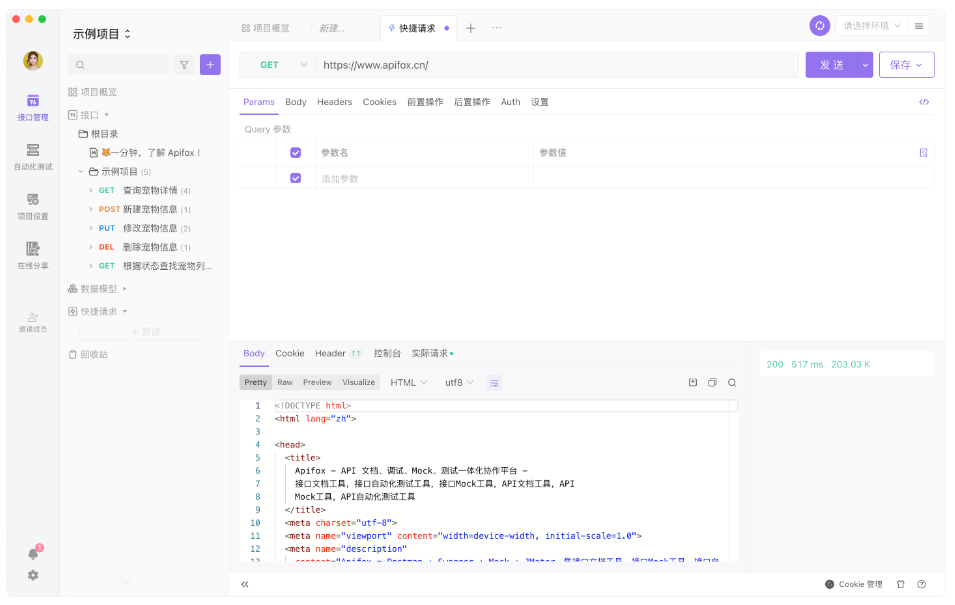 示例项目
项目概览
新建...
快捷请求
请选择环境
GET
https://www.apifox.cn/
发 送
保存
接口管理
自动化测试
项目设置
在线分享
邀请成员
1
项目概览
接口
根目录
一分钟，了解 Apifox！
示例项目 (5)
GET 查询宠物详情 (4)
POST 新建宠物信息 (1)
PUT 修改宠物信息 (2)
DEL 删除宠物信息 (1)
GET 根据状态查找宠物列...
数据模型
快捷请求
+ 新建
回收站
Params Body Headers Cookies 前置操作 后置操作 Auth 设置
Query 参数
参数名 参数值
添加参数
Body Cookie Header 11 控制台 实际请求
200 517 ms 203.03 K
Pretty Raw Preview Visualize HTML utf8
1 <!DOCTYPE html>
2 <html lang="zh">
3
4 <head>
5 <title>
6 Apifox - API 文档、调试、Mock、测试一体化协作平台 -
7 接口文档工具，接口自动化测试工具，接口Mock工具，API文档工具，API
8 Mock工具，API自动化测试工具
9 </title>
10 <meta charset="utf-8">
11 <meta name="viewport" content="width=device-width, initial-scale=1.0">
12 <meta name="description"
13 content="Apifox = Postman + Swagger + Mock + JMeter，集接口文档工具、接口Mock工具、接口自
Cookie 管理